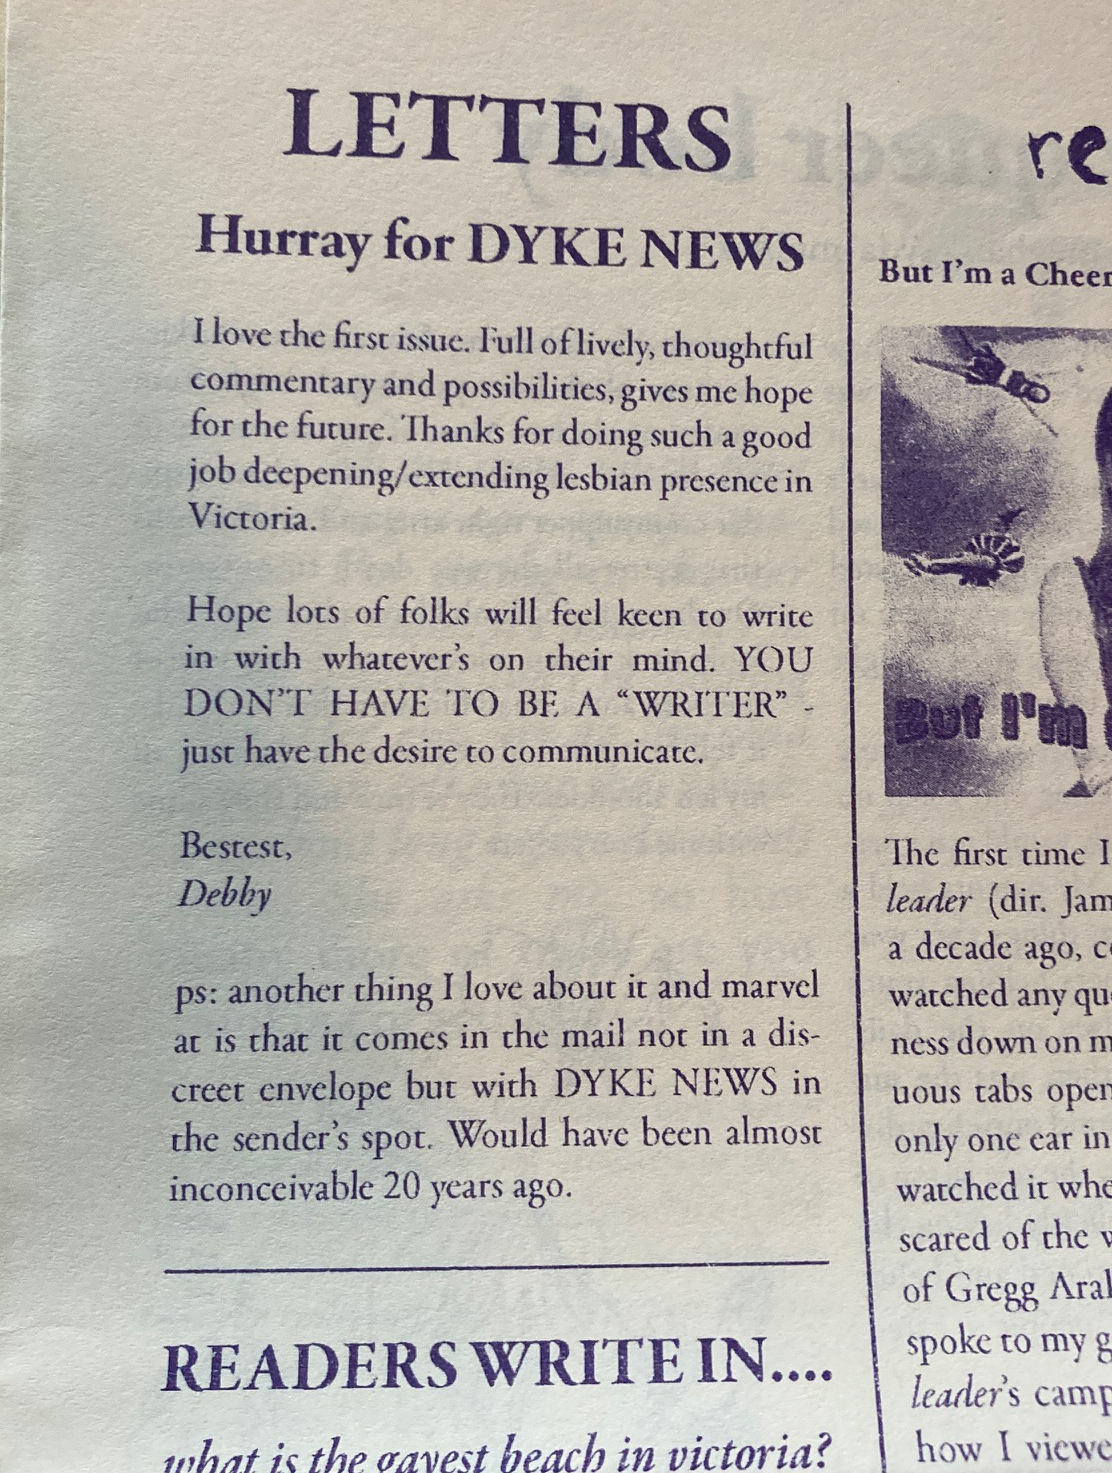 LETTERS
Hurray for DYKE NEWS
I love the first issue. Full of lively, thoughtful
commentary and possibilities, gives me hope
for the future. Thanks for doing such a good
job deepening/extending lesbian presence in
Victoria.
Hope lots of folks will feel keen to write
in with whatever's on their mind. YOU
DON'T HAVE TO BE A “WRITER” -
just have the desire to communicate.
Bestest,
Debby
ps: another thing I love about it and marvel
at is that it comes in the mail not in a dis-
creet envelope but with DYKE NEWS in
the sender's spot. Would have been almost
inconceivable 20 years ago.
READERS WRITE IN....
what is the gayest beach in victoria?
re
But I'm a Cheer
But I'm
The first time I
leader (dir. Jam
a decade ago, c
watched any qu
ness down on m
uous tabs open
only one ear in
watched it whe
scared of the w
of Gregg Arak
spoke to my g
leader's camp
how I viewe